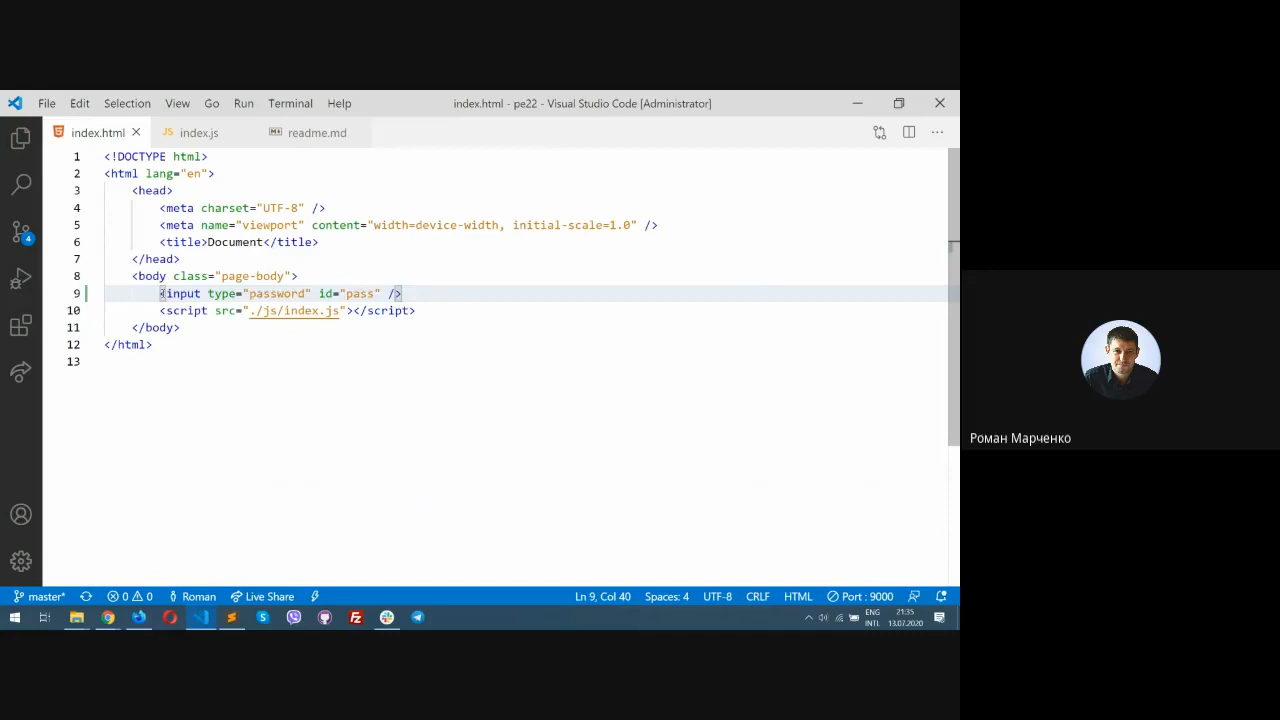 File Edit Selection View Go Run Terminal Help
index.html - pe22 - Visual Studio Code [Administrator]
index.html
JS index.js
readme.md
1 <!DOCTYPE html>
2 <html lang="en">
3 <head>
4 <meta charset="UTF-8" />
5 <meta name="viewport" content="width=device-width, initial-scale=1.0" />
6 <title>Document</title>
7 </head>
8 <body class="page-body">
9 <input type="password" id="pass" />
10 <script src="./js/index.js"></script>
11 </body>
12 </html>
13
4
Роман Марченко
master* 0 0 Roman Live Share
Ln 9, Col 40 Spaces: 4 UTF-8 CRLF HTML Port : 9000
ENG
INTL
21:35
13.07.2020